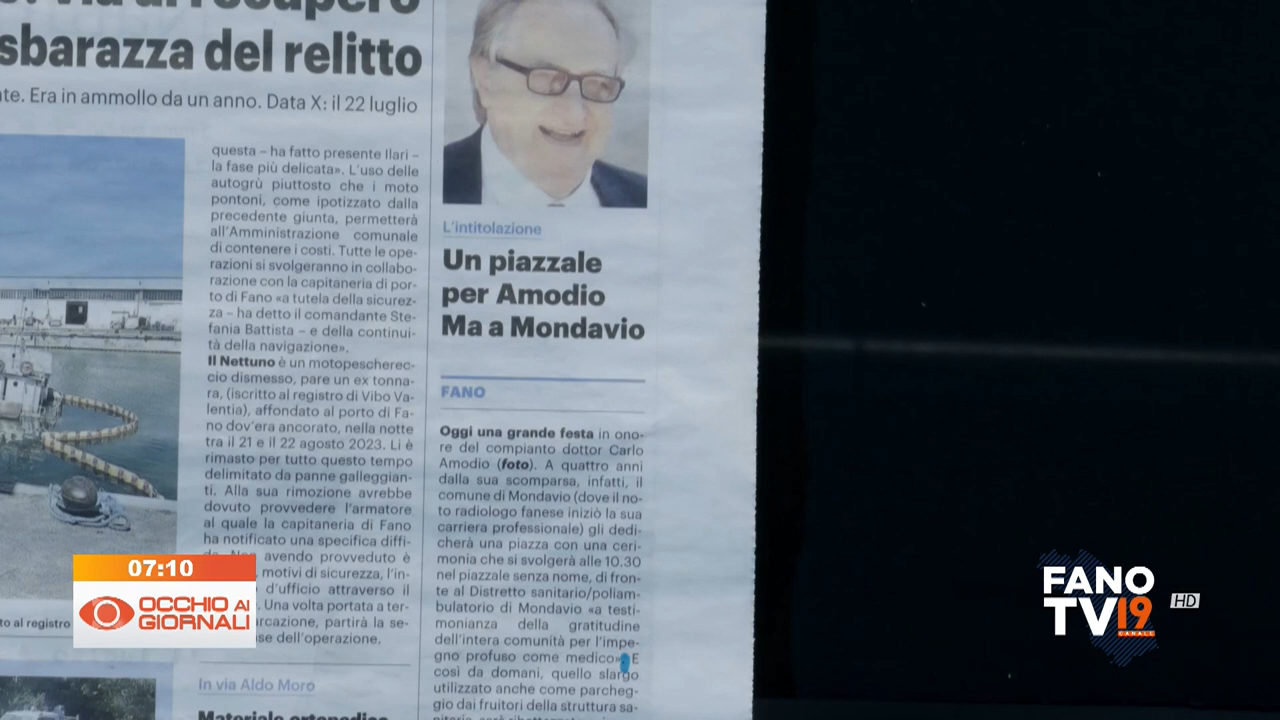 sbarazza del relitto
Era in ammollo da un anno. Data X: il 22 luglio
questa – ha fatto presente Ilari –
la fase più delicata». L'uso delle
autogrù piuttosto che i moto
pontoni, come ipotizzato dalla
precedente giunta, permetterà
all'Amministrazione comunale
di contenere i costi. Tutte le ope-
razioni si svolgeranno in collabo-
razione con la capitaneria di por-
to di Fano «a tutela della sicurez-
za – ha detto il comandante Ste-
fania Battista – e della continui-
tà della navigazione».
Il Nettuno è un motopescherec-
cio dismesso, pare un ex tonna-
ra, (iscritto al registro di Vibo Va-
lentia), affondato al porto di Fa-
no dov'era ancorato, nella notte
tra il 21 e il 22 agosto 2023. Lì è
rimasto per tutto questo tempo
delimitato da panne galleggian-
ti. Alla sua rimozione avrebbe
dovuto provvedere l'armatore
al quale la capitaneria di Fano
ha notificato una specifica diffi-
avendo provveduto è
motivi di sicurezza, l'in-
d'ufficio attraverso il
Una volta portata a ter-
partirà la se-
dell'operazione.
al registro
In via Aldo Moro
Materiale ortopedico
L'intitolazione
Un piazzale
per Amodio
Ma a Mondavio
FANO
Oggi una grande festa in ono-
re del compianto dottor Carlo
Amodio (foto). A quattro anni
dalla sua scomparsa, infatti, il
comune di Mondavio (dove il no-
to radiologo fanese iniziò la sua
carriera professionale) gli dedi-
cherà una piazza con una ceri-
monia che si svolgerà alle 10.30
nel piazzale senza nome, di fron-
te al Distretto sanitario/poliam-
bulatorio di Mondavio «a testi-
monianza della gratitudine
dell'intera comunità per l'impe-
gno profuso come medico». E
così da domani, quello slargo
utilizzato anche come parcheg-
gio dai fruitori della struttura sa-
07:10
OCCHIO AI
GIORNALI
FANO
TV19
CANALE
HD